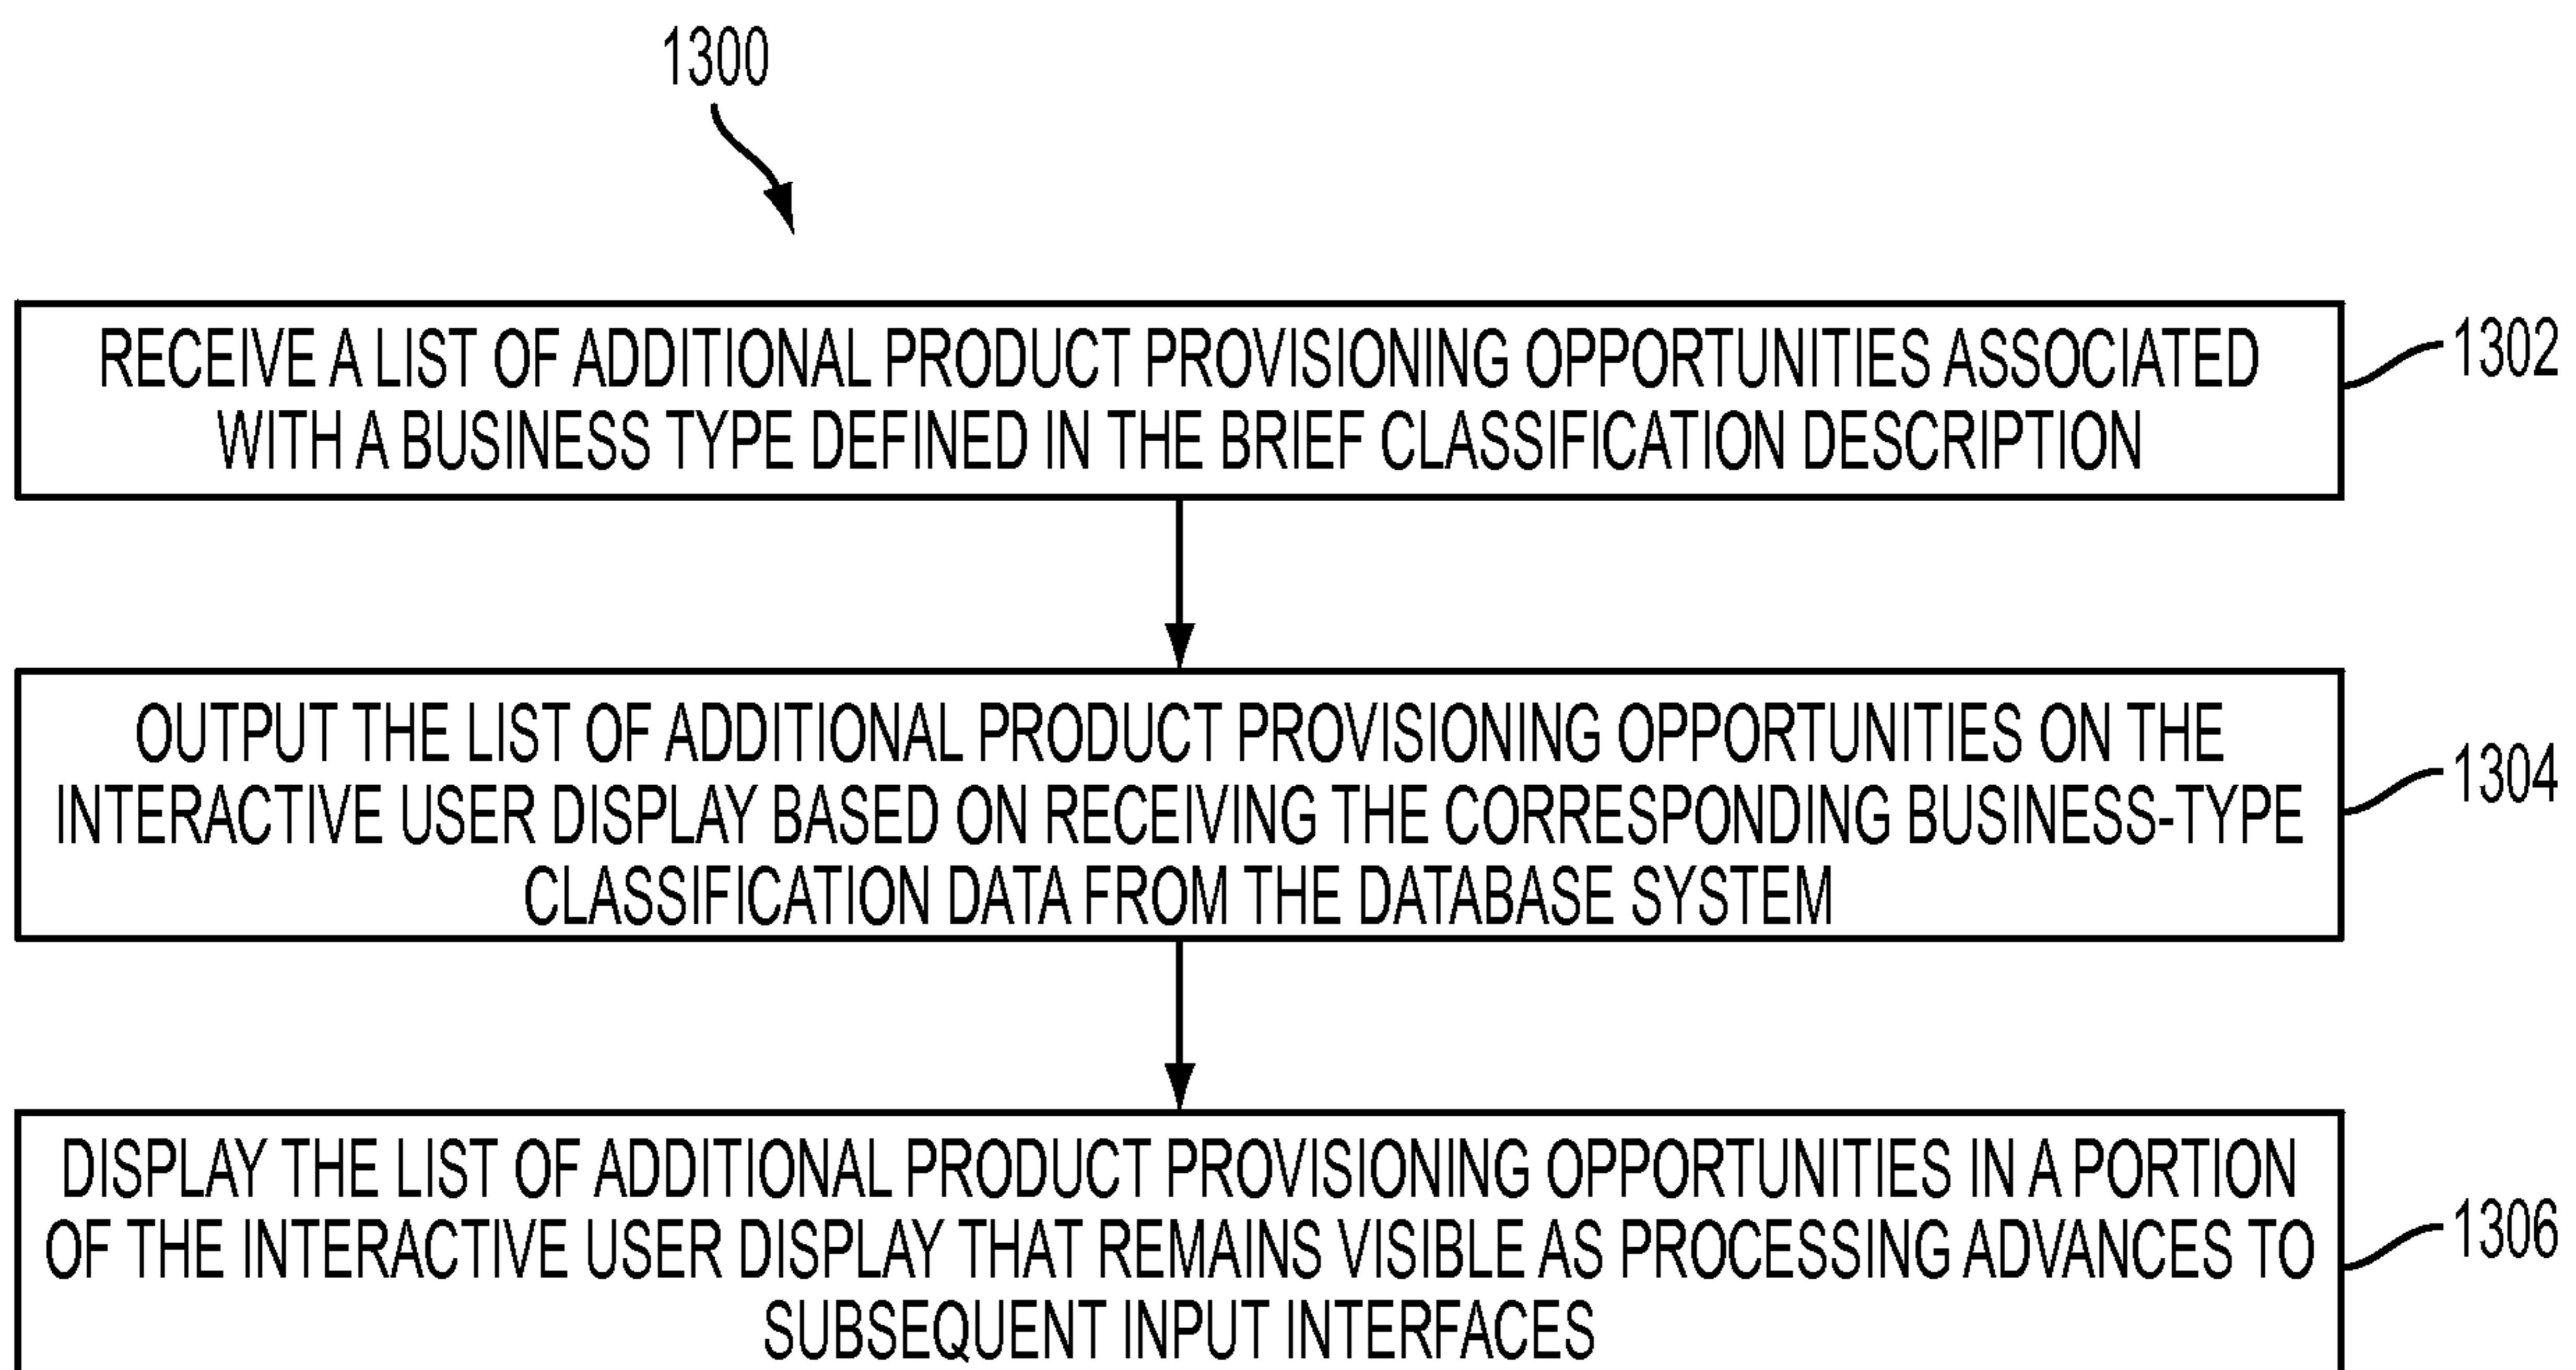 1300
RECEIVE A LIST OF ADDITIONAL PRODUCT PROVISIONING OPPORTUNITIES ASSOCIATED
WITH A BUSINESS TYPE DEFINED IN THE BRIEF CLASSIFICATION DESCRIPTION
1302
OUTPUT THE LIST OF ADDITIONAL PRODUCT PROVISIONING OPPORTUNITIES ON THE
INTERACTIVE USER DISPLAY BASED ON RECEIVING THE CORRESPONDING BUSINESS-TYPE
CLASSIFICATION DATA FROM THE DATABASE SYSTEM
1304
DISPLAY THE LIST OF ADDITIONAL PRODUCT PROVISIONING OPPORTUNITIES IN A PORTION
OF THE INTERACTIVE USER DISPLAY THAT REMAINS VISIBLE AS PROCESSING ADVANCES TO
SUBSEQUENT INPUT INTERFACES
1306